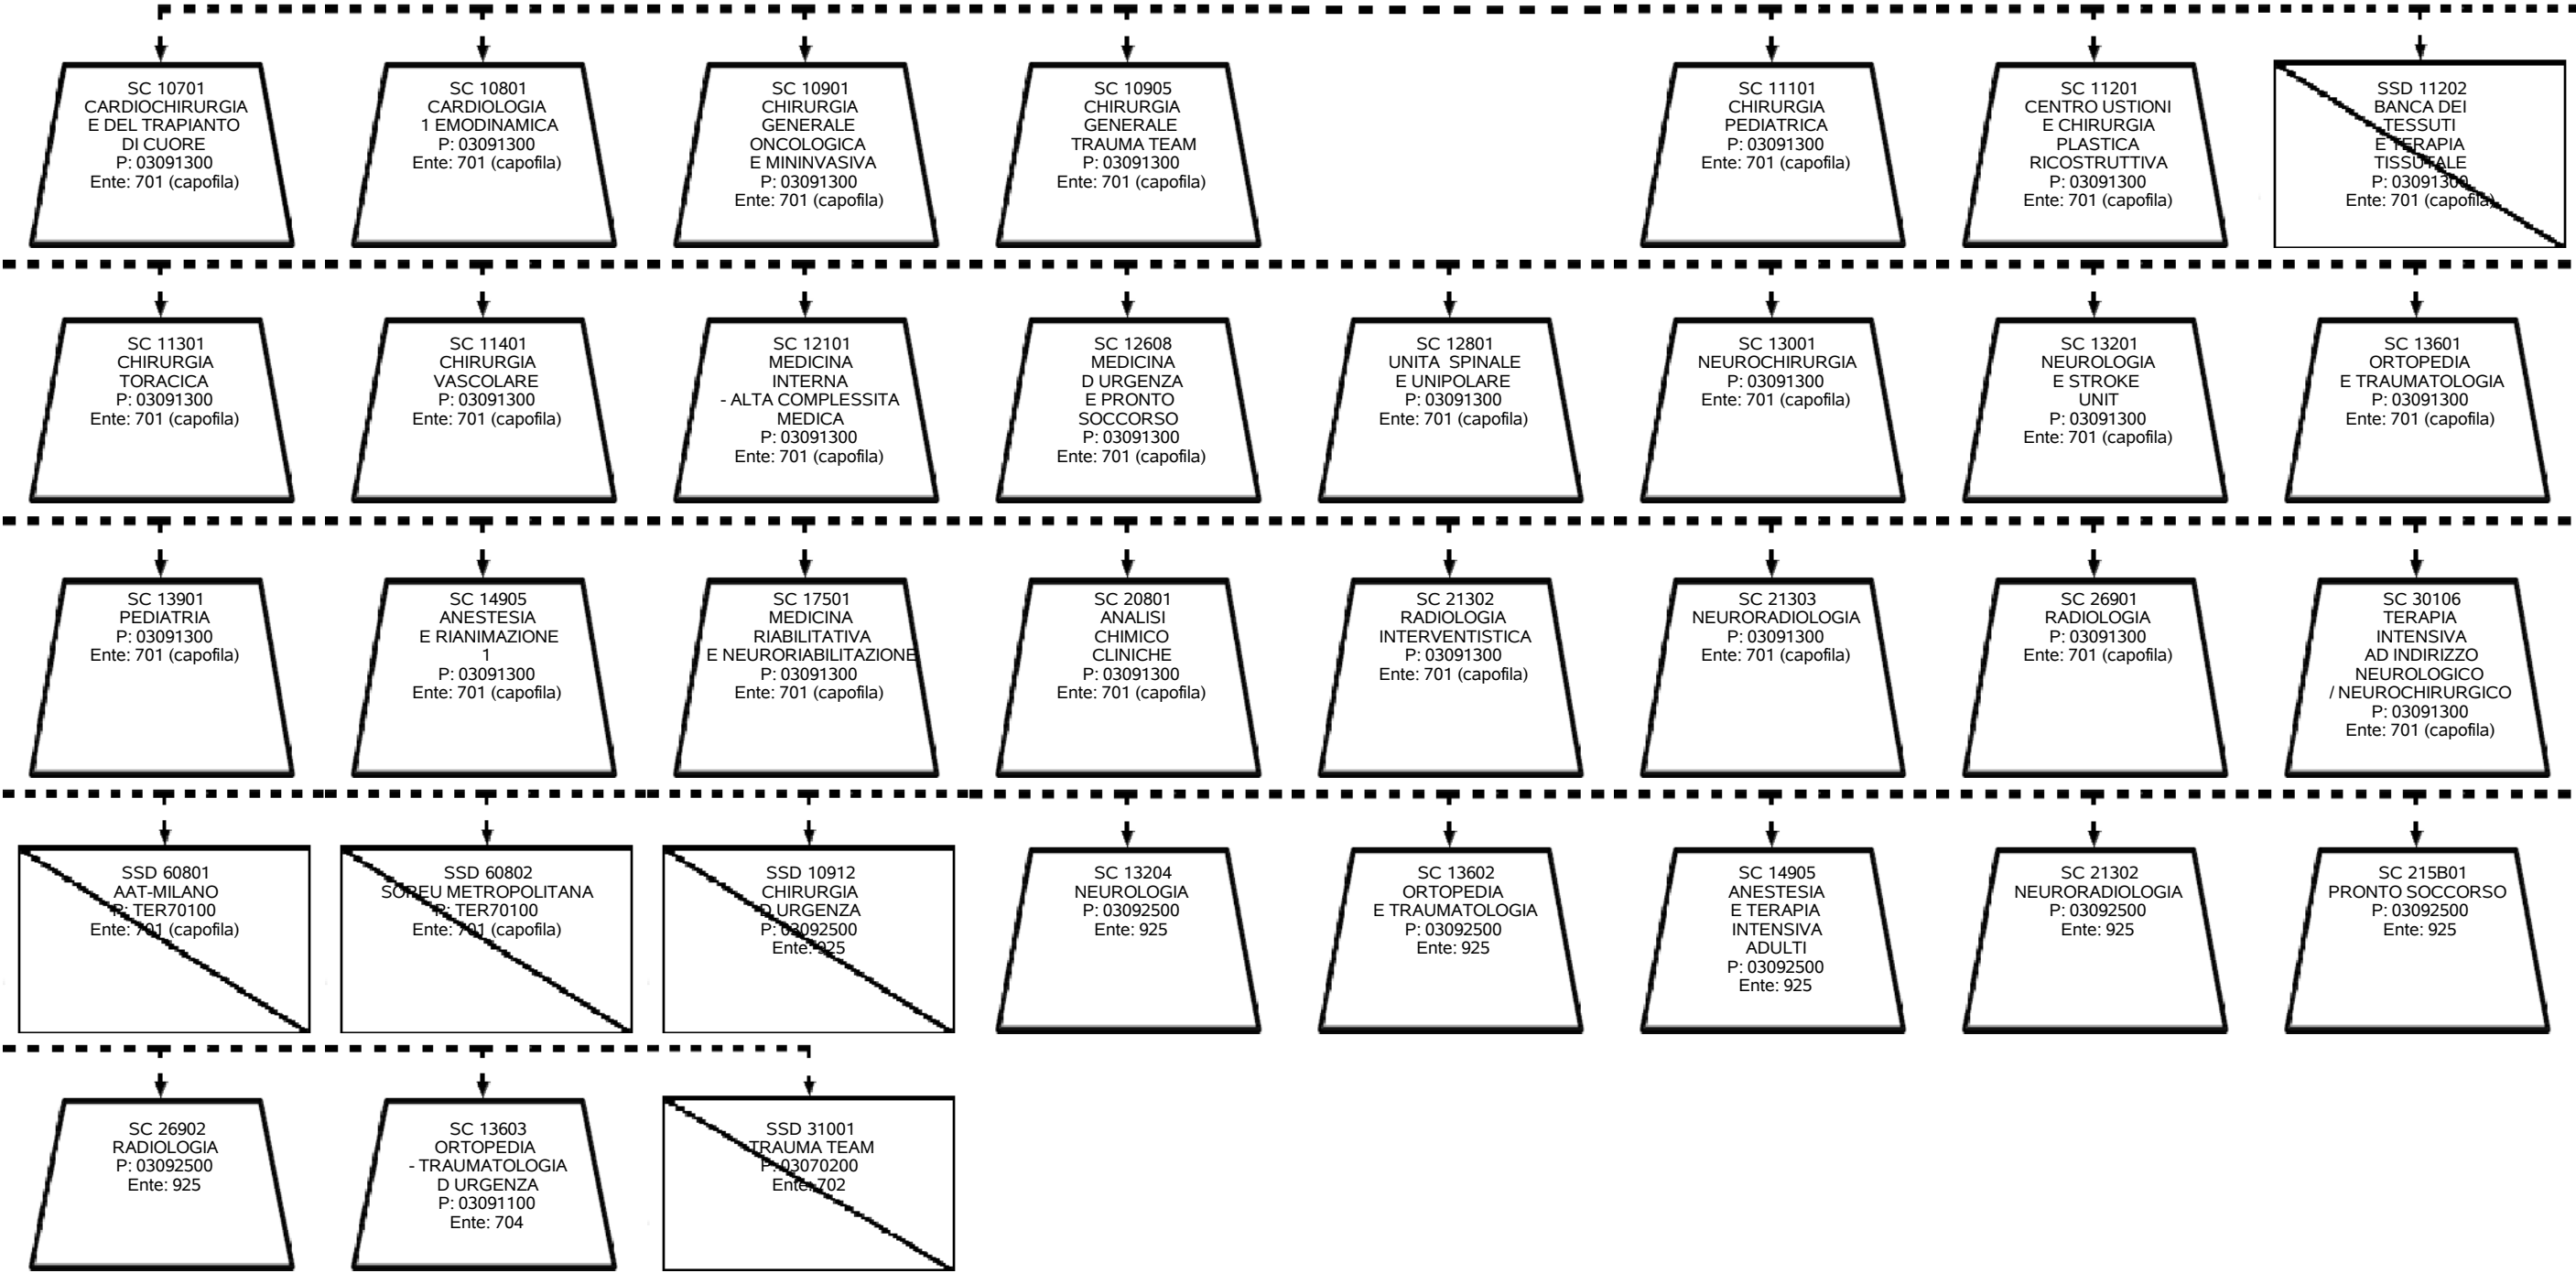 SC 10701
CARDIOCHIRURGIA
E DEL TRAPIANTO
DI CUORE
P: 03091300
Ente: 701 (capofila)
SC 10801
CARDIOLOGIA
1 EMODINAMICA
P: 03091300
Ente: 701 (capofila)
SC 10901
CHIRURGIA
GENERALE
ONCOLOGICA
E MININVASIVA
P: 03091300
Ente: 701 (capofila)
SC 10905
CHIRURGIA
GENERALE
TRAUMA TEAM
P: 03091300
Ente: 701 (capofila)
SC 11101
CHIRURGIA
PEDIATRICA
P: 03091300
Ente: 701 (capofila)
SC 11201
CENTRO USTIONI
E CHIRURGIA
PLASTICA
RICOSTRUTTIVA
P: 03091300
Ente: 701 (capofila)
SSD 11202
BANCA DEI
TESSUTI
E TERAPIA
TISSUTALE
P: 03091300
Ente: 701 (capofila)
SC 11301
CHIRURGIA
TORACICA
P: 03091300
Ente: 701 (capofila)
SC 11401
CHIRURGIA
VASCOLARE
P: 03091300
Ente: 701 (capofila)
SC 12101
MEDICINA
INTERNA
- ALTA COMPLESSITA
MEDICA
P: 03091300
Ente: 701 (capofila)
SC 12608
MEDICINA
D URGENZA
E PRONTO
SOCCORSO
P: 03091300
Ente: 701 (capofila)
SC 12801
UNITA  SPINALE
E UNIPOLARE
P: 03091300
Ente: 701 (capofila)
SC 13001
NEUROCHIRURGIA
P: 03091300
Ente: 701 (capofila)
SC 13201
NEUROLOGIA
E STROKE
UNIT
P: 03091300
Ente: 701 (capofila)
SC 13601
ORTOPEDIA
E TRAUMATOLOGIA
P: 03091300
Ente: 701 (capofila)
SC 13901
PEDIATRIA
P: 03091300
Ente: 701 (capofila)
SC 14905
ANESTESIA
E RIANIMAZIONE
1
P: 03091300
Ente: 701 (capofila)
SC 17501
MEDICINA
RIABILITATIVA
E NEURORIABILITAZIONE
P: 03091300
Ente: 701 (capofila)
SC 20801
ANALISI
CHIMICO
CLINICHE
P: 03091300
Ente: 701 (capofila)
SC 21302
RADIOLOGIA
INTERVENTISTICA
P: 03091300
Ente: 701 (capofila)
SC 21303
NEURORADIOLOGIA
P: 03091300
Ente: 701 (capofila)
SC 26901
RADIOLOGIA
P: 03091300
Ente: 701 (capofila)
SC 30106
TERAPIA
INTENSIVA
AD INDIRIZZO
NEUROLOGICO
/ NEUROCHIRURGICO
P: 03091300
Ente: 701 (capofila)
SSD 60801
AAT-MILANO
P: TER70100
Ente: 701 (capofila)
SSD 60802
SOREU METROPOLITANA
P: TER70100
Ente: 701 (capofila)
SSD 10912
CHIRURGIA
D URGENZA
P: 03092500
Ente: 925
SC 13204
NEUROLOGIA
P: 03092500
Ente: 925
SC 13602
ORTOPEDIA
E TRAUMATOLOGIA
P: 03092500
Ente: 925
SC 14905
ANESTESIA
E TERAPIA
INTENSIVA
ADULTI
P: 03092500
Ente: 925
SC 21302
NEURORADIOLOGIA
P: 03092500
Ente: 925
SC 215B01
PRONTO SOCCORSO
P: 03092500
Ente: 925
SC 26902
RADIOLOGIA
P: 03092500
Ente: 925
SC 13603
ORTOPEDIA
- TRAUMATOLOGIA
D URGENZA
P: 03091100
Ente: 704
SSD 31001
TRAUMA TEAM
P: 03070200
Ente: 702